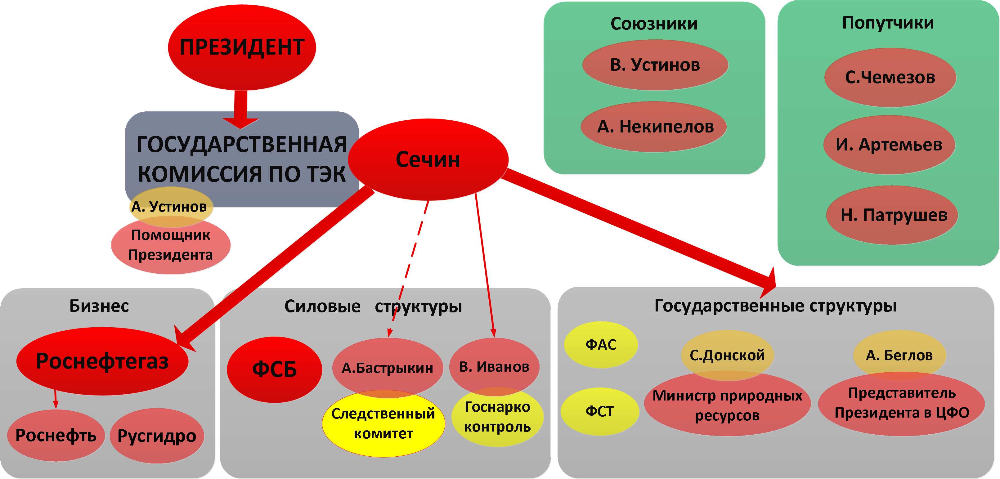 ПРЕЗИДЕНТ
ГОСУДАРСТВЕННАЯ
КОМИССИЯ ПО ТЭК
А. Устинов
Помощник
Президента
Сечин
Союзники
В. Устинов
А. Некипелов
Попутчики
С.Чемезов
И. Артемьев
Н. Патрушев
Бизнес
Роснефтегаз
Роснефть
Русгидро
Силовые структуры
ФСБ
А.Бастрыкин
Следственный
комитет
В. Иванов
Госнарко
контроль
Государственные структуры
ФАС
ФСТ
С.Донской
Министр природных
ресурсов
А. Беглов
Представитель
Президента в ЦФО